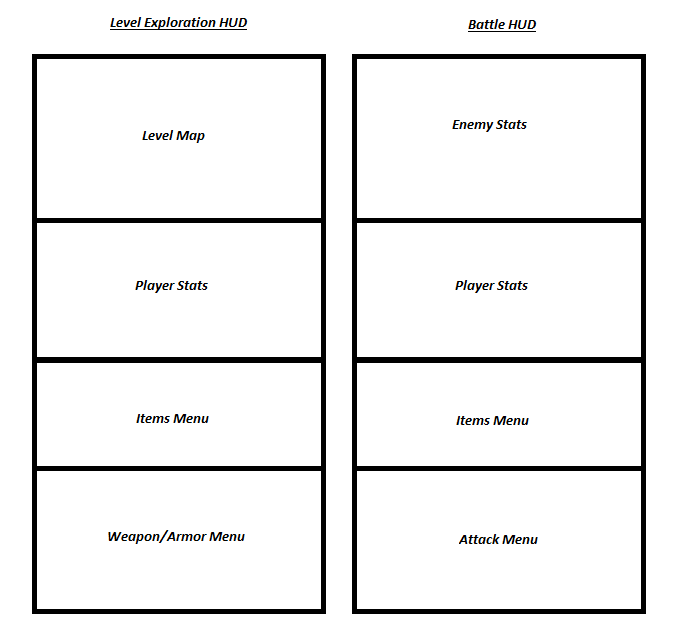 Level Exploration HUD
Level Map
Player Stats
Items Menu
Weapon/Armor Menu
Battle HUD
Enemy Stats
Player Stats
Items Menu
Attack Menu